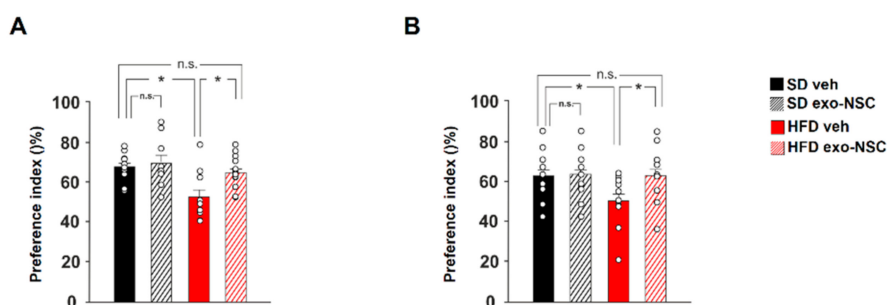 A
n.s.
* *
n.s.
100
80
60
40
20
0
Preference index ()%)
B
n.s.
* *
n.s.
100
80
60
40
20
0
Preference index ()%)
SD veh
SD exo-NSC
HFD veh
HFD exo-NSC